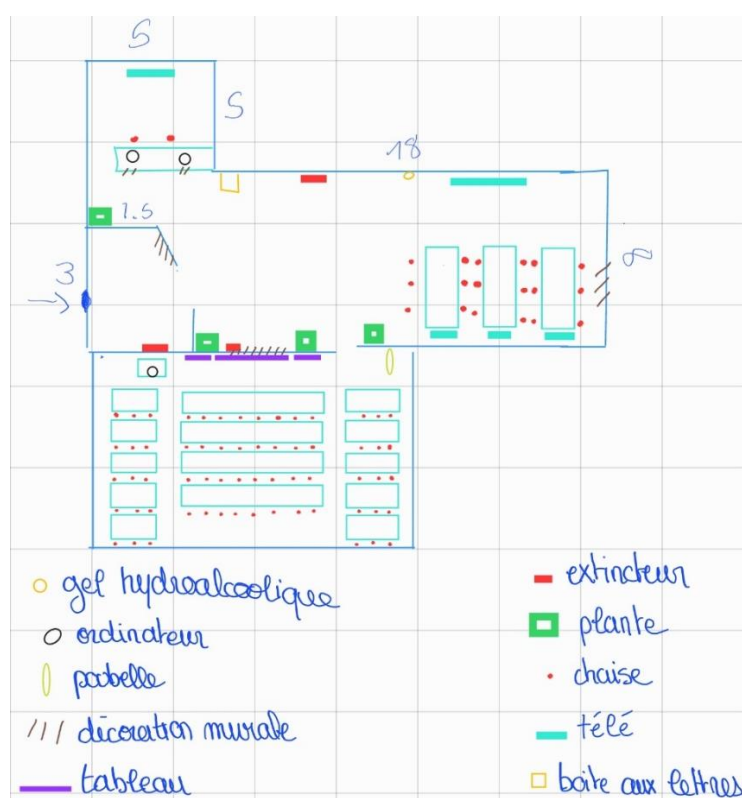 5
5
18
1.5
8
3
gel hydroalcoolique
ordinateur
poubelle
décoration murale
tableau
extincteur
plante
chaise
télé
boite aux lettres